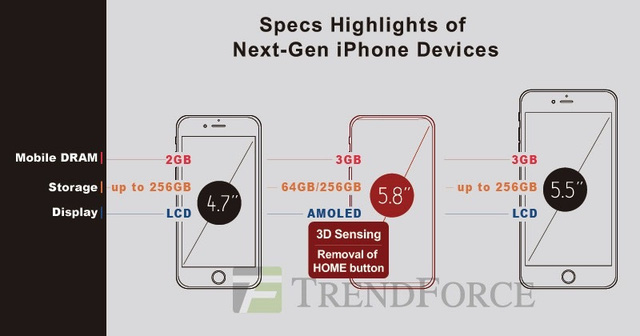 Specs Highlights of
Next-Gen iPhone Devices
Mobile DRAM 2GB 3GB 3GB
Storage up to 256GB 64GB/256GB up to 256GB
4.7" 5.8" 5.5"
Display LCD AMOLED LCD
3D Sensing
Removal of
HOME button
TRENDFORCE